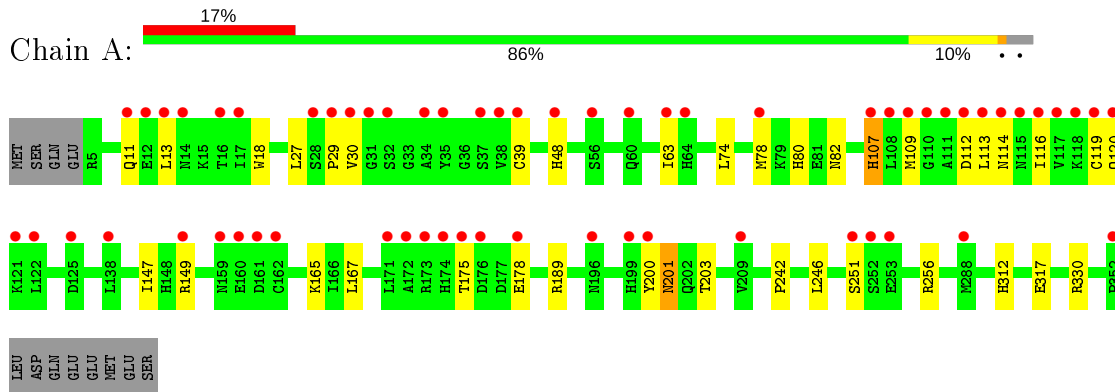 17%
Chain A:
86% 10%
MET SER GLN GLU R5 Q11 E12 L13 N14 K15 T16 I17 W18 L27 S28 P29 V30 G31 S32 G33 A34 Y35 G36 S37 V38 C39 H48 S56 Q60 I63 H64 L74 M78 K79 H80 E81 N82 H107 L108 M109 G110 A111 D112 L113 N114 N115 I116 V117 K118 C119 Q120
K121 L122 D125 L138 I147 H148 R149 N159 E160 D161 C162 K165 I166 L167 L171 A172 R173 H174 T175 D176 D177 E178 R189 N196 H199 Y200 N201 Q202 T203 V209 P242 L246 S251 S252 E253 R256 M288 H312 E317 R330 P352
LEU ASP GLN GLU GLU MET GLU SER